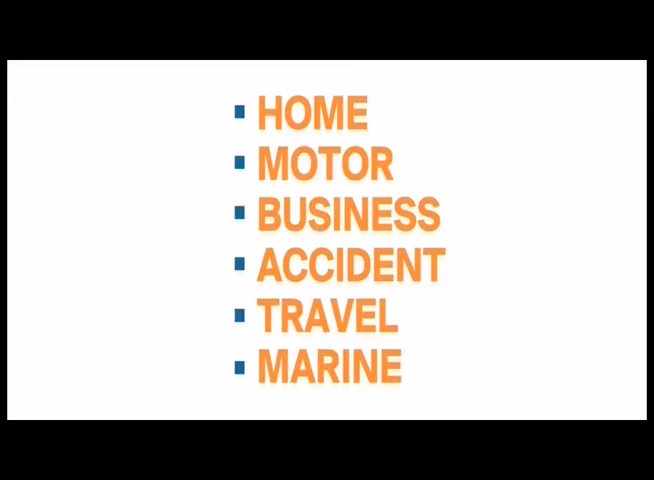 ▪ HOME
▪ MOTOR
▪ BUSINESS
▪ ACCIDENT
▪ TRAVEL
▪ MARINE